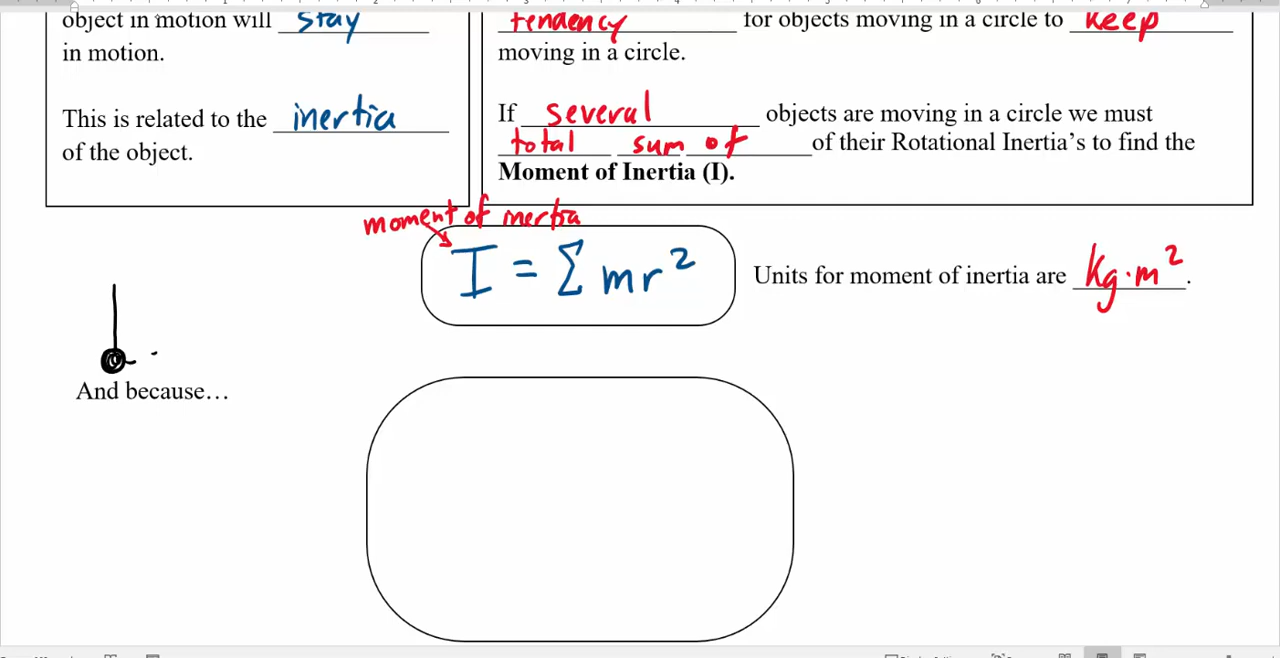 object in motion will stay
in motion.
This is related to the inertia
of the object.
tendency for objects moving in a circle to keep
moving in a circle.
If several objects are moving in a circle we must
total sum of of their Rotational Inertia's to find the
Moment of Inertia (I).
moment of inertia
I = Σ mr²
Units for moment of inertia are kg·m².
And because…